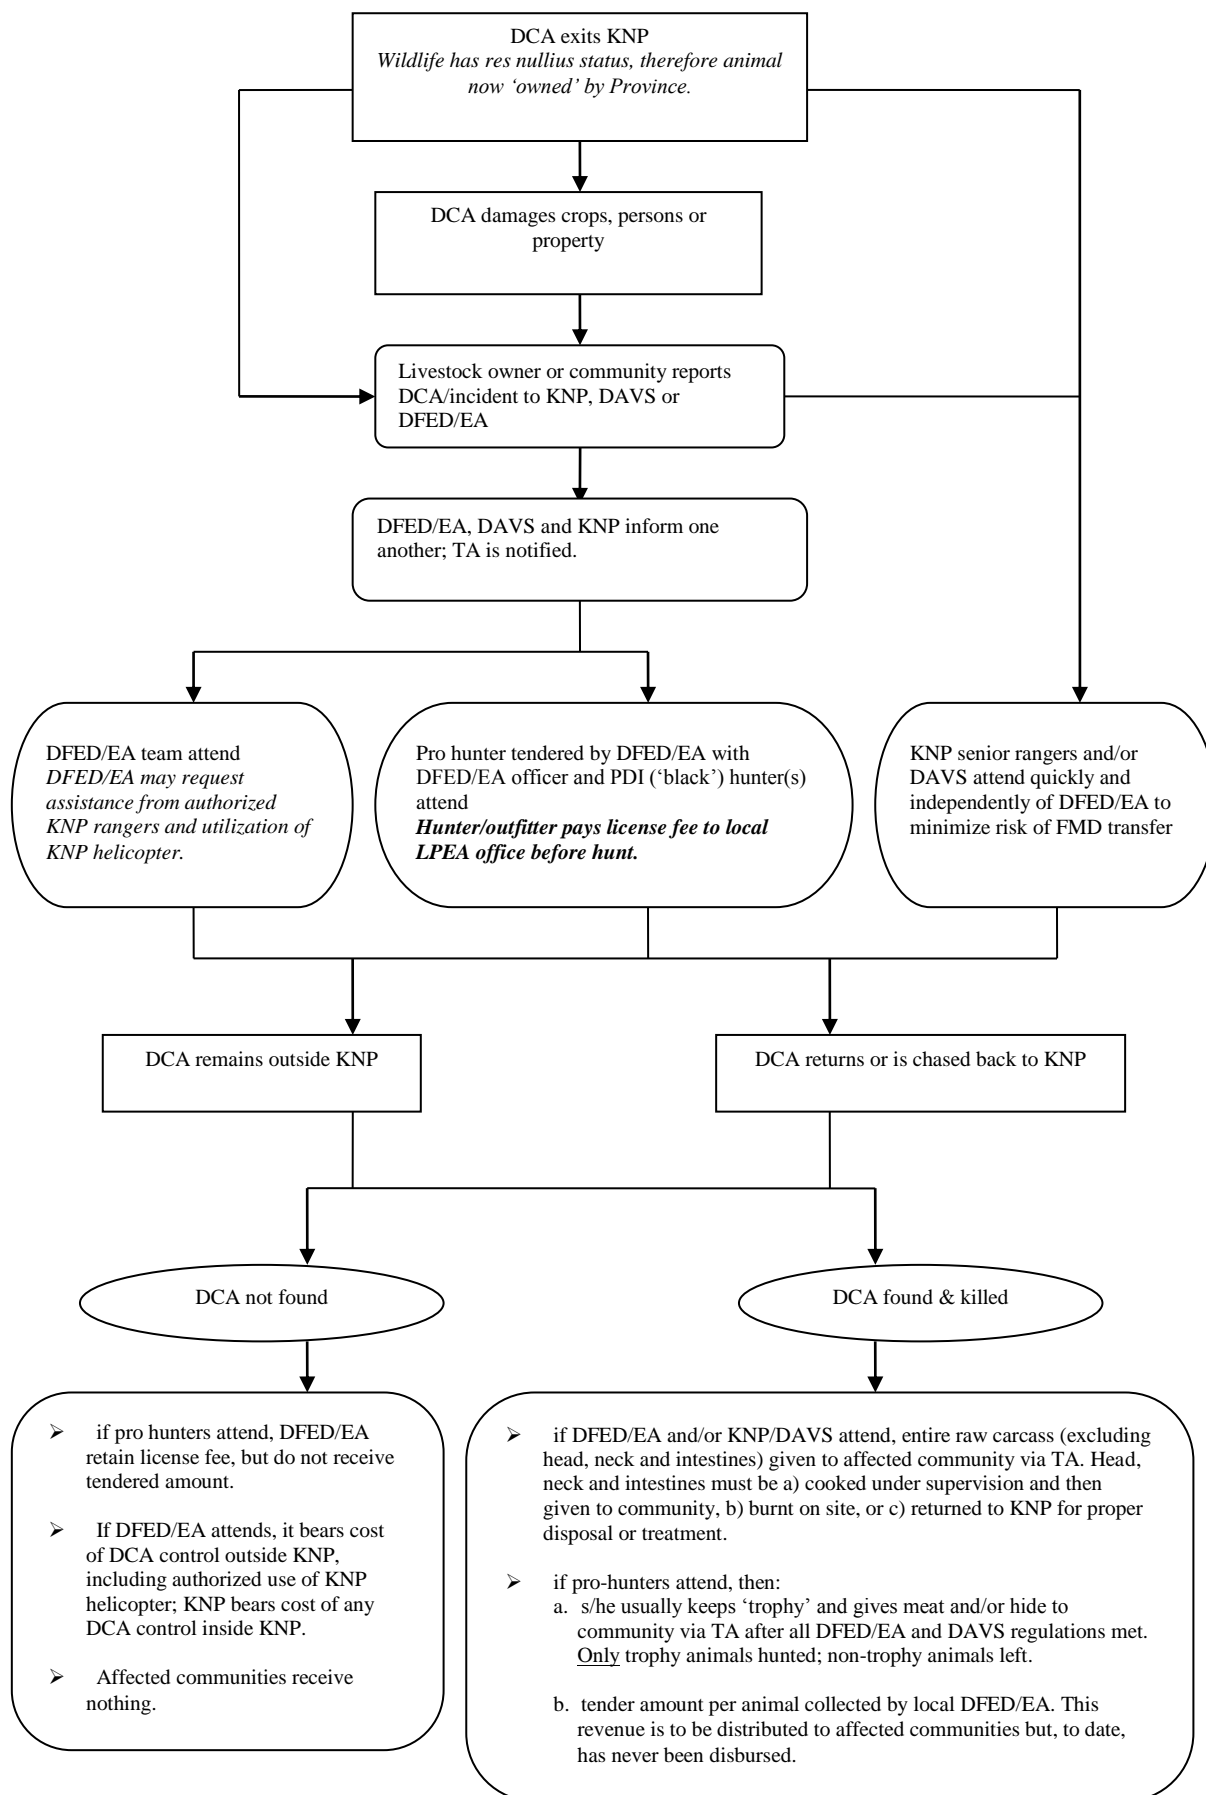 DCA exits KNP
Wildlife has res nullius status, therefore animal
now ‘owned’ by Province.
DCA damages crops, persons or
property
Livestock owner or community reports
DCA/incident to KNP, DAVS or
DFED/EA
DFED/EA, DAVS and KNP inform one
another; TA is notified.
DFED/EA team attend
DFED/EA may request
assistance from authorized
KNP rangers and utilization of
KNP helicopter.
Pro hunter tendered by DFED/EA with
DFED/EA officer and PDI (‘black’) hunter(s)
attend
Hunter/outfitter pays license fee to local
LPEA office before hunt.
KNP senior rangers and/or
DAVS attend quickly and
independently of DFED/EA to
minimize risk of FMD transfer
DCA remains outside KNP
DCA returns or is chased back to KNP
DCA not found
DCA found & killed
➢ if pro hunters attend, DFED/EA
retain license fee, but do not receive
tendered amount.
➢ If DFED/EA attends, it bears cost
of DCA control outside KNP,
including authorized use of KNP
helicopter; KNP bears cost of any
DCA control inside KNP.
➢ Affected communities receive
nothing.
➢ if DFED/EA and/or KNP/DAVS attend, entire raw carcass (excluding
head, neck and intestines) given to affected community via TA. Head,
neck and intestines must be a) cooked under supervision and then
given to community, b) burnt on site, or c) returned to KNP for proper
disposal or treatment.
➢ if pro-hunters attend, then:
a. s/he usually keeps ‘trophy’ and gives meat and/or hide to
community via TA after all DFED/EA and DAVS regulations met.
Only trophy animals hunted; non-trophy animals left.
b. tender amount per animal collected by local DFED/EA. This
revenue is to be distributed to affected communities but, to date,
has never been disbursed.